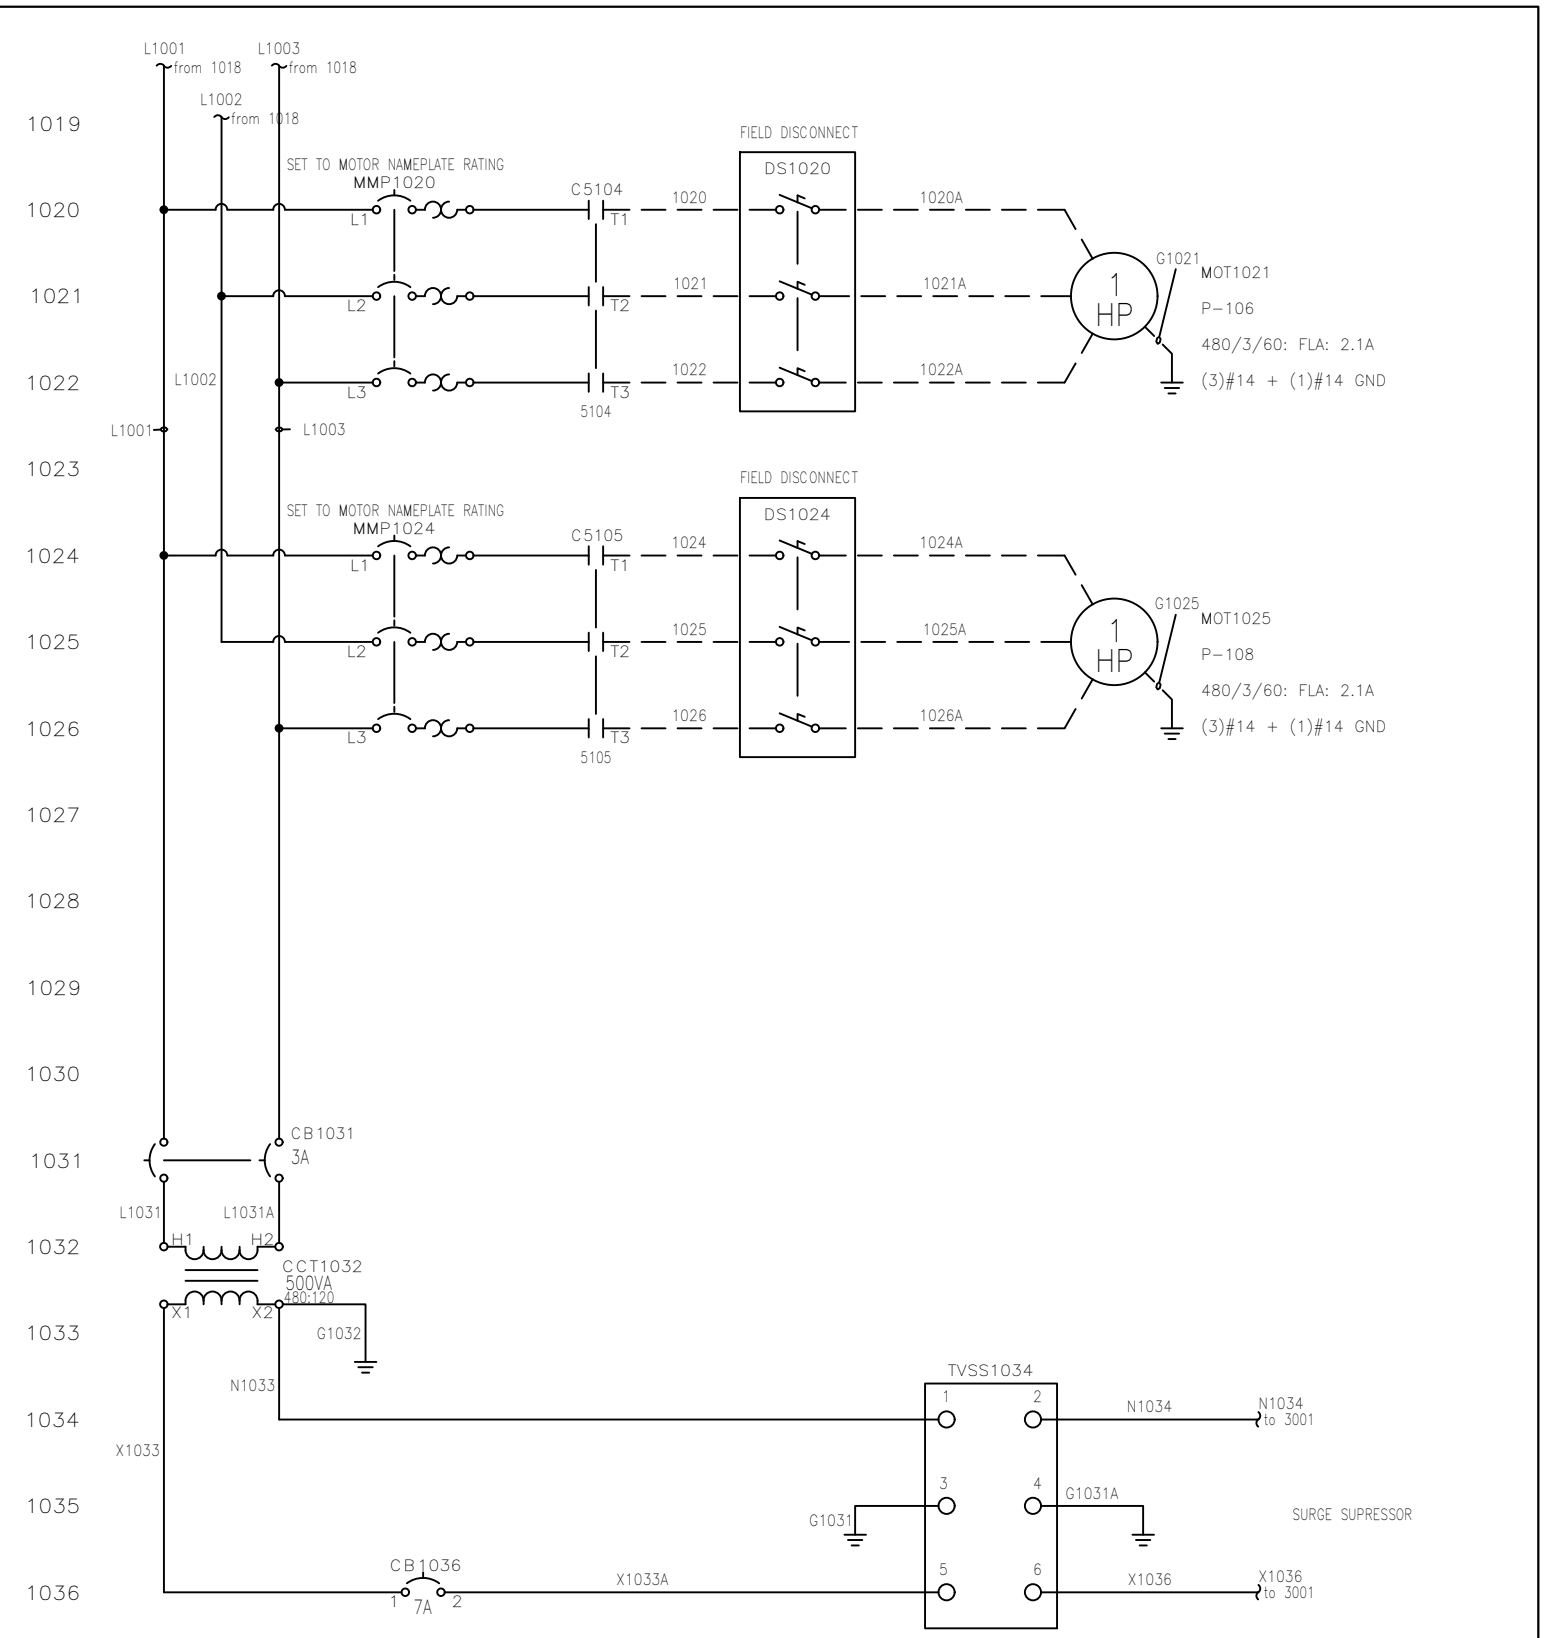 L1001
from 1018
L1003
from 1018
L1002
from 1018
1019
FIELD DISCONNECT
SET TO MOTOR NAMEPLATE RATING
MMP1020
DS1020
C5104
1020
L1
T1
1020
1020A
G1021
MOT1021
1021
L2
T2
1021
1021A
1
HP
P-106
480/3/60: FLA: 2.1A
1022
L1002
L3
T3
1022
1022A
(3)#14 + (1)#14 GND
5104
L1001
L1003
1023
FIELD DISCONNECT
SET TO MOTOR NAMEPLATE RATING
MMP1024
DS1024
C5105
1024
L1
T1
1024
1024A
G1025
MOT1025
1025
L2
T2
1025
1025A
1
HP
P-108
480/3/60: FLA: 2.1A
1026
L3
T3
1026
1026A
(3)#14 + (1)#14 GND
5105
1027
1028
1029
1030
CB1031
1031
3A
L1031
L1031A
1032
H1
H2
CCT1032
500VA
480:120
X1
X2
1033
G1032
N1033
TVSS1034
1
2
1034
N1034
N1034
to 3001
X1033
3
4
1035
G1031
G1031A
SURGE SUPRESSOR
CB1036
5
6
1036
1
7A
2
X1033A
X1036
X1036
to 3001